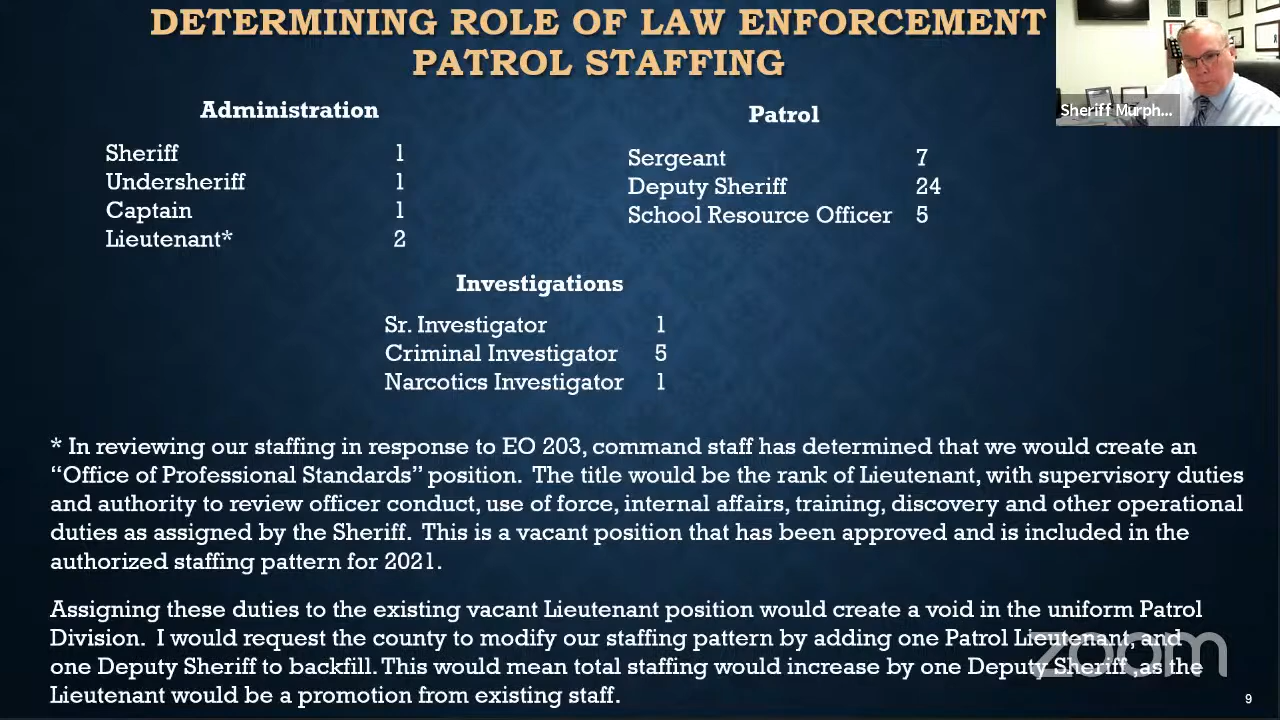 DETERMINING ROLE OF LAW ENFORCEMENT
PATROL STAFFING
Sheriff Murph...
Administration
Sheriff 1
Undersheriff 1
Captain 1
Lieutenant* 2
Patrol
Sergeant 7
Deputy Sheriff 24
School Resource Officer 5
Investigations
Sr. Investigator 1
Criminal Investigator 5
Narcotics Investigator 1
* In reviewing our staffing in response to EO 203, command staff has determined that we would create an
“Office of Professional Standards” position. The title would be the rank of Lieutenant, with supervisory duties
and authority to review officer conduct, use of force, internal affairs, training, discovery and other operational
duties as assigned by the Sheriff. This is a vacant position that has been approved and is included in the
authorized staffing pattern for 2021.
Assigning these duties to the existing vacant Lieutenant position would create a void in the uniform Patrol
Division. I would request the county to modify our staffing pattern by adding one Patrol Lieutenant, and
one Deputy Sheriff to backfill. This would mean total staffing would increase by one Deputy Sheriff ,as the
Lieutenant would be a promotion from existing staff.
zoom
9